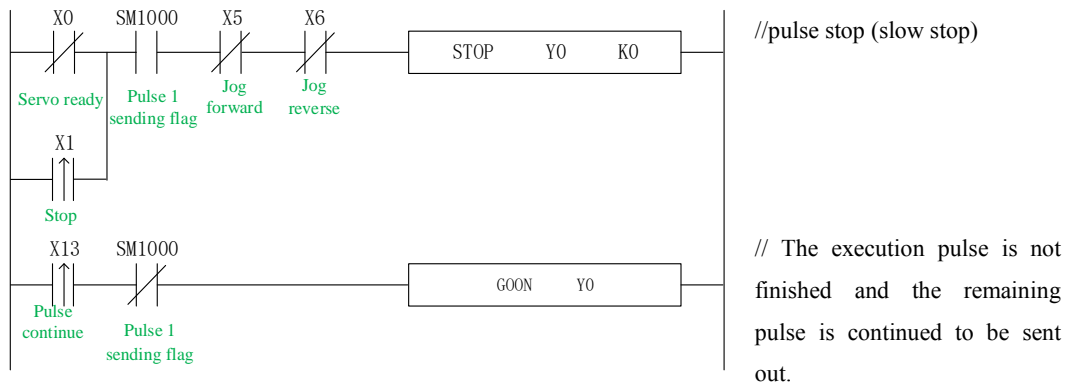 X0 SM1000 X5 X6
STOP Y0 K0
//pulse stop (slow stop)
Servo ready
Pulse 1
sending flag
Jog
forward
Jog
reverse
X1
Stop
X13 SM1000
GOON Y0
Pulse
continue
Pulse 1
sending flag
// The execution pulse is not
finished and the remaining
pulse is continued to be sent
out.